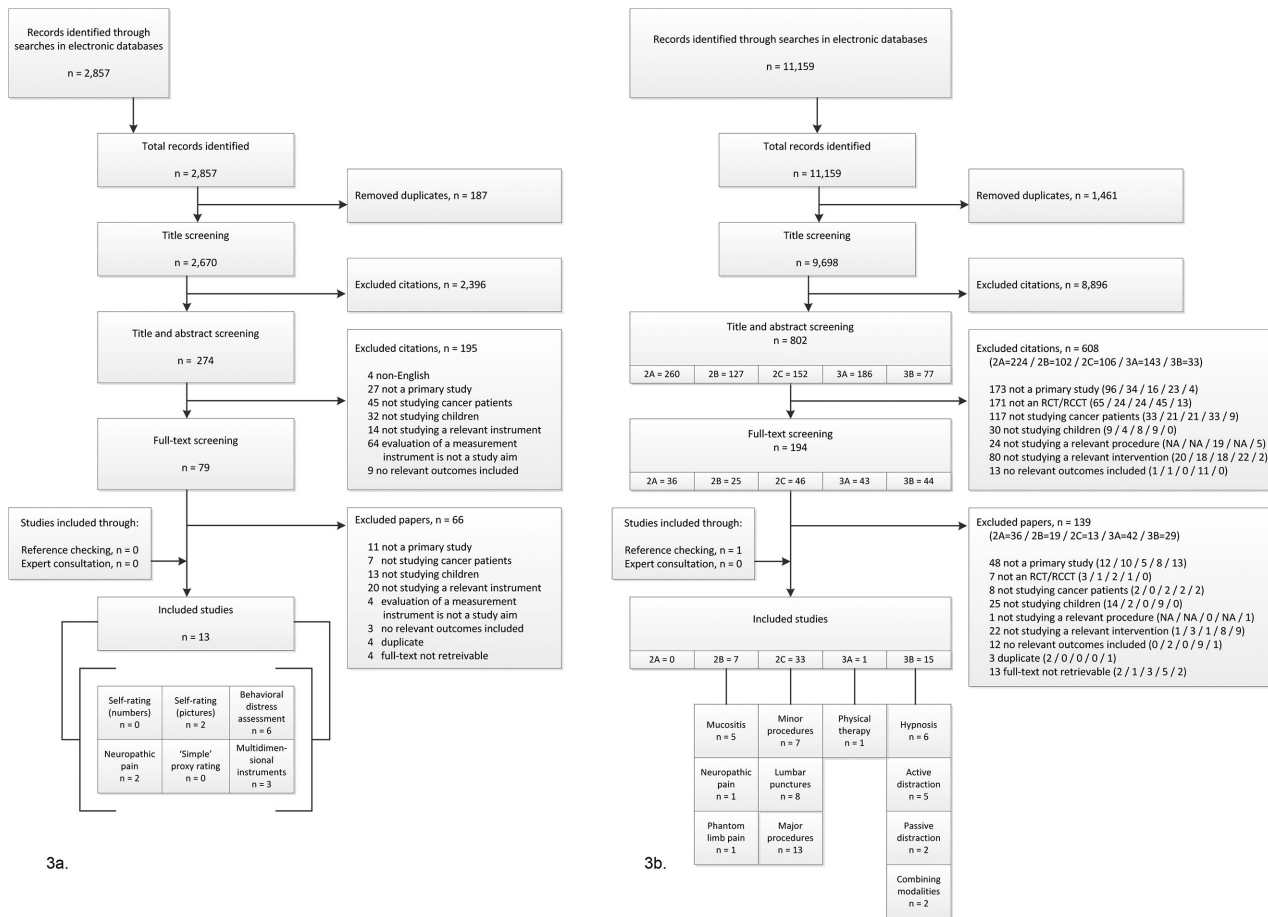 Records identified through
searches in electronic databases
n = 2,857
Total records identified
n = 2,857
Removed duplicates, n = 187
Title screening
n = 2,670
Excluded citations, n = 2,396
Title and abstract screening
n = 274
Excluded citations, n = 195
4 non-English
27 not a primary study
45 not studying cancer patients
32 not studying children
14 not studying a relevant instrument
64 evaluation of a measurement
instrument is not a study aim
9 no relevant outcomes included
Full-text screening
n = 79
Studies included through:
Reference checking, n = 0
Expert consultation, n = 0
Excluded papers, n = 66
11 not a primary study
7 not studying cancer patients
13 not studying children
20 not studying a relevant instrument
4 evaluation of a measurement
instrument is not a study aim
3 no relevant outcomes included
4 duplicate
4 full-text not retreivable
Included studies
n = 13
Self-rating
(numbers)
n = 0
Self-rating
(pictures)
n = 2
Behavioral
distress
assessment
n = 6
Neuropathic
pain
n = 2
‘Simple’
proxy rating
n = 0
Multidimen-
sional
instruments
n = 3
3a.
Records identified through searches in electronic databases
n = 11,159
Total records identified
n = 11,159
Removed duplicates, n = 1,461
Title screening
n = 9,698
Excluded citations, n = 8,896
Title and abstract screening
n = 802
2A = 260 2B = 127 2C = 152 3A = 186 3B = 77
Excluded citations, n = 608
(2A=224 / 2B=102 / 2C=106 / 3A=143 / 3B=33)
173 not a primary study (96 / 34 / 16 / 23 / 4)
171 not an RCT/RCCT (65 / 24 / 24 / 45 / 13)
117 not studying cancer patients (33 / 21 / 21 / 33 / 9)
30 not studying children (9 / 4 / 8 / 9 / 0)
24 not studying a relevant procedure (NA / NA / 19 / NA / 5)
80 not studying a relevant intervention (20 / 18 / 18 / 22 / 2)
13 no relevant outcomes included (1 / 1 / 0 / 11 / 0)
Full-text screening
n = 194
2A = 36 2B = 25 2C = 46 3A = 43 3B = 44
Studies included through:
Reference checking, n = 1
Expert consultation, n = 0
Excluded papers, n = 139
(2A=36 / 2B=19 / 2C=13 / 3A=42 / 3B=29)
48 not a primary study (12 / 10 / 5 / 8 / 13)
7 not an RCT/RCCT (3 / 1 / 2 / 1 / 0)
8 not studying cancer patients (2 / 0 / 2 / 2 / 2)
25 not studying children (14 / 2 / 0 / 9 / 0)
1 not studying a relevant procedure (NA / NA / 0 / NA / 1)
22 not studying a relevant intervention (1 / 3 / 1 / 8 / 9)
12 no relevant outcomes included (0 / 2 / 0 / 9 / 1)
3 duplicate (2 / 0 / 0 / 0 / 1)
13 full-text not retrievable (2 / 1 / 3 / 5 / 2)
Included studies
2A = 0 2B = 7 2C = 33 3A = 1 3B = 15
Mucositis
n = 5
Minor
procedures
n = 7
Physical
therapy
n = 1
Hypnosis
n = 6
Neuropathic
pain
n = 1
Lumbar
punctures
n = 8
Active
distraction
n = 5
Phantom
limb pain
n = 1
Major
procedures
n = 13
Passive
distraction
n = 2
Combining
modalities
n = 2
3b.